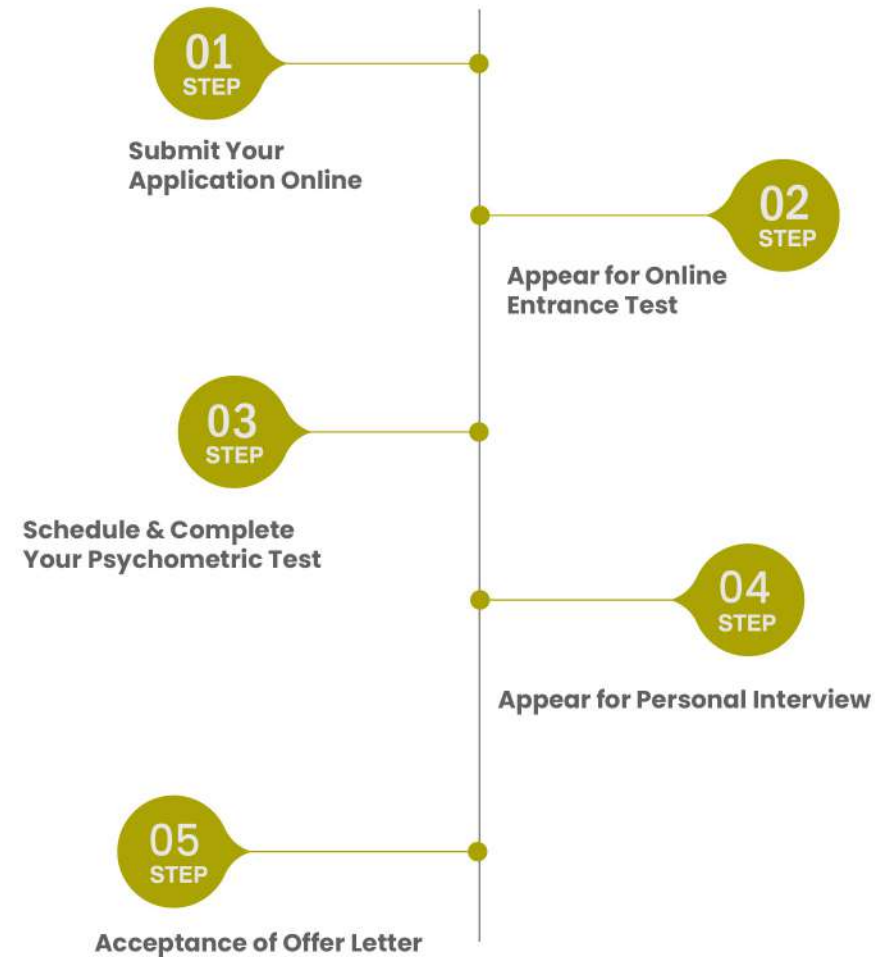 01
STEP
Submit Your
Application Online
02
STEP
Appear for Online
Entrance Test
03
STEP
Schedule & Complete
Your Psychometric Test
04
STEP
Appear for Personal Interview
05
STEP
Acceptance of Offer Letter